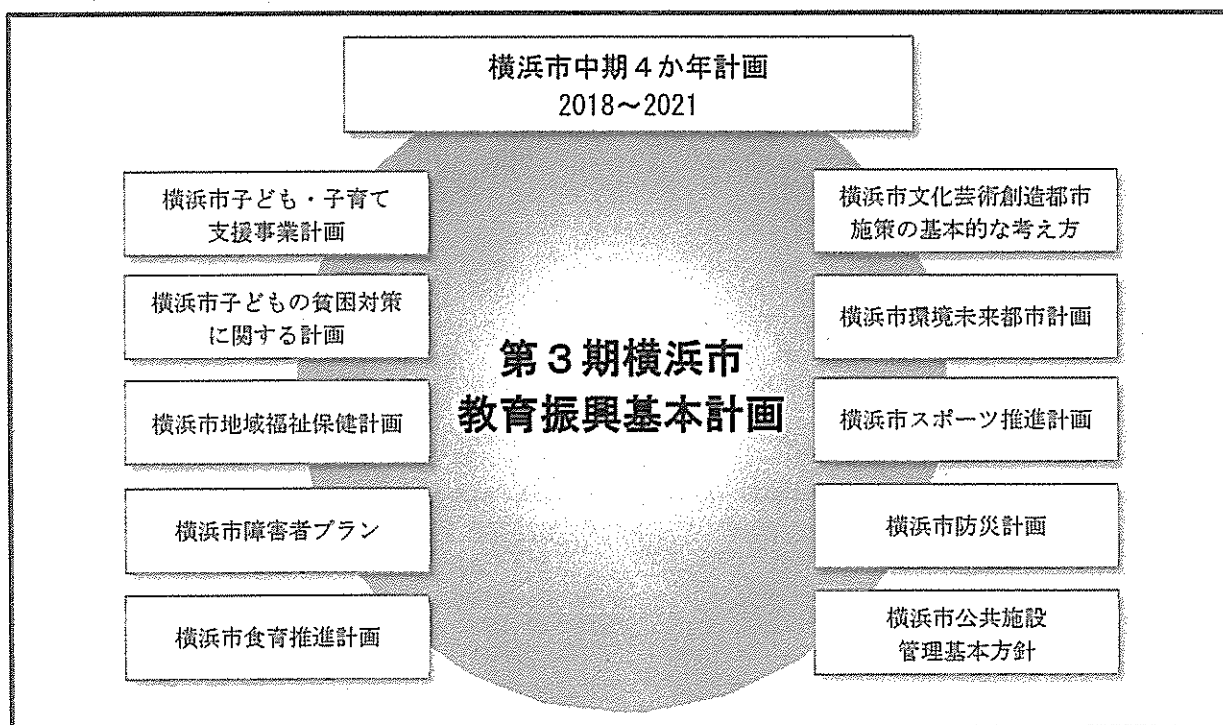 横浜市中期４か年計画
2018～2021
横浜市子ども・子育て
支援事業計画
横浜市子どもの貧困対策
に関する計画
横浜市地域福祉保健計画
横浜市障害者プラン
横浜市食育推進計画
第３期横浜市
教育振興基本計画
横浜市文化芸術創造都市
施策の基本的な考え方
横浜市環境未来都市計画
横浜市スポーツ推進計画
横浜市防災計画
横浜市公共施設
管理基本方針